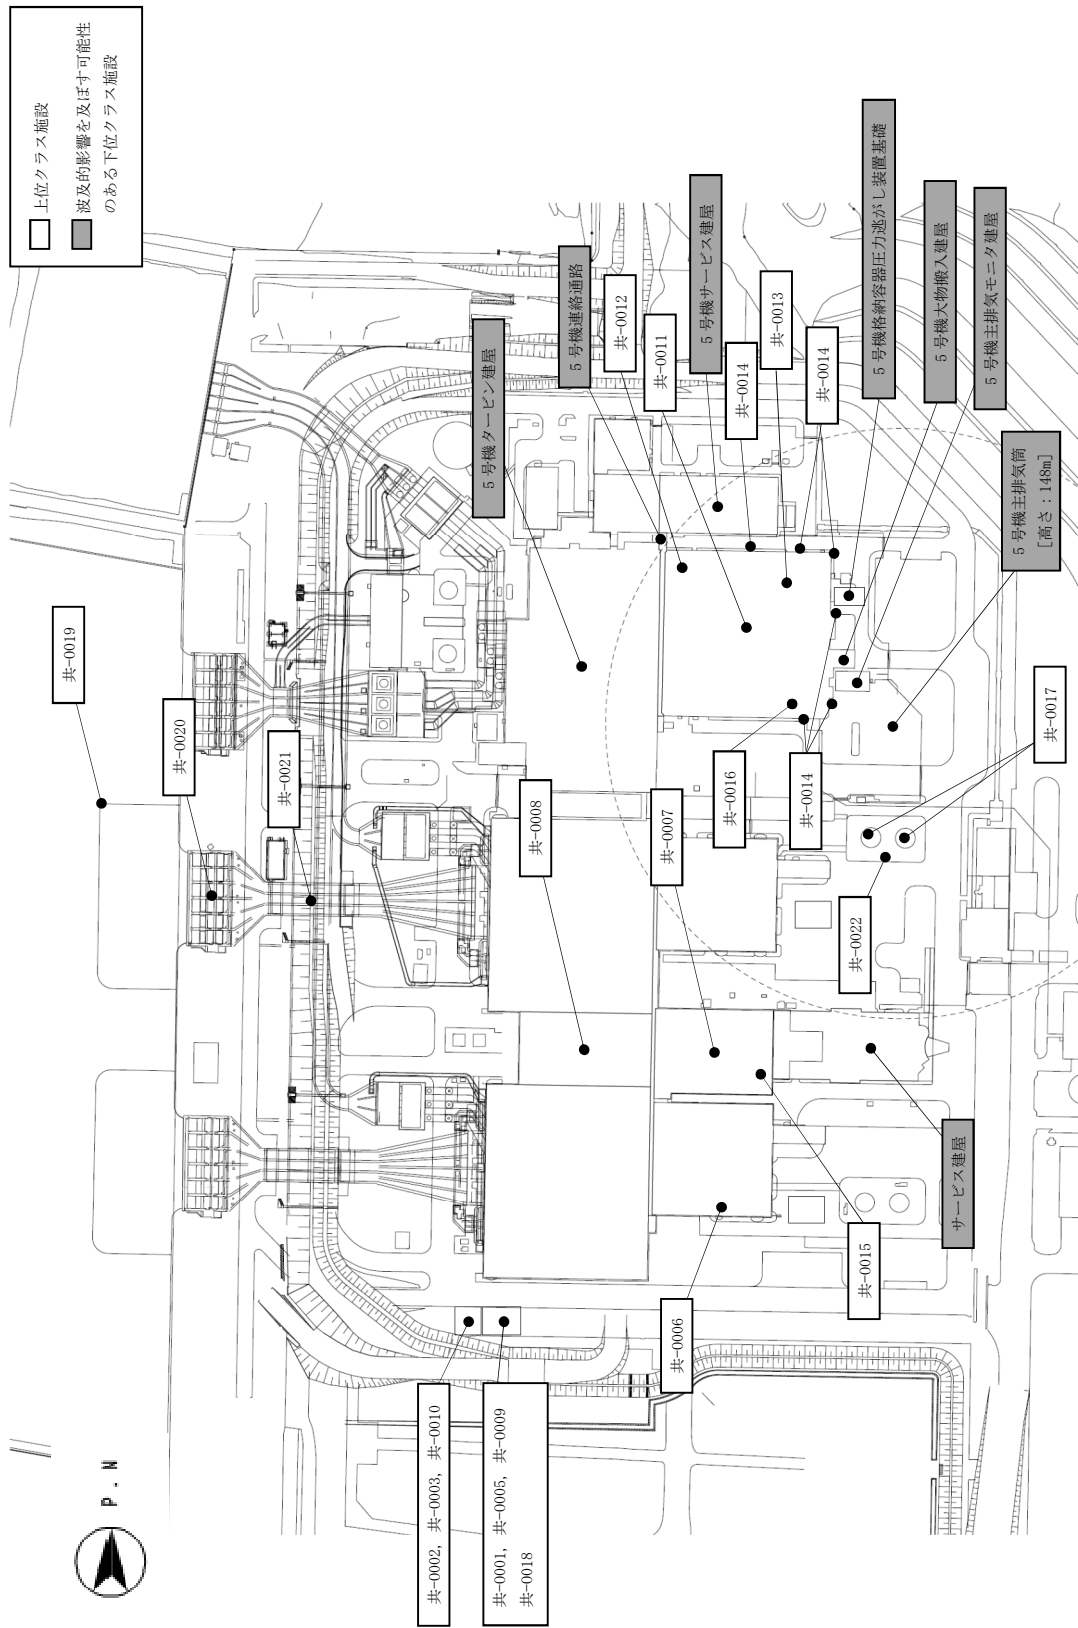 上位クラス施設
波及的影響を及ぼす可能性
のある下位クラス施設
P.N
共-0002, 共-0003, 共-0010
共-0001, 共-0005, 共-0009
共-0018
共-0019
共-0020
共-0021
共-0008
共-0007
共-0006
共-0015
サービス建屋
共-0022
共-0017
共-0016
共-0014
5号機タービン建屋
5号機連絡通路
共-0012
共-0011
5号機サービス建屋
共-0014
共-0013
共-0014
5号機格納容器圧力逃がし装置基礎
5号機大物搬入建屋
5号機主排気モニタ建屋
5号機主排気筒
[高さ:148m]